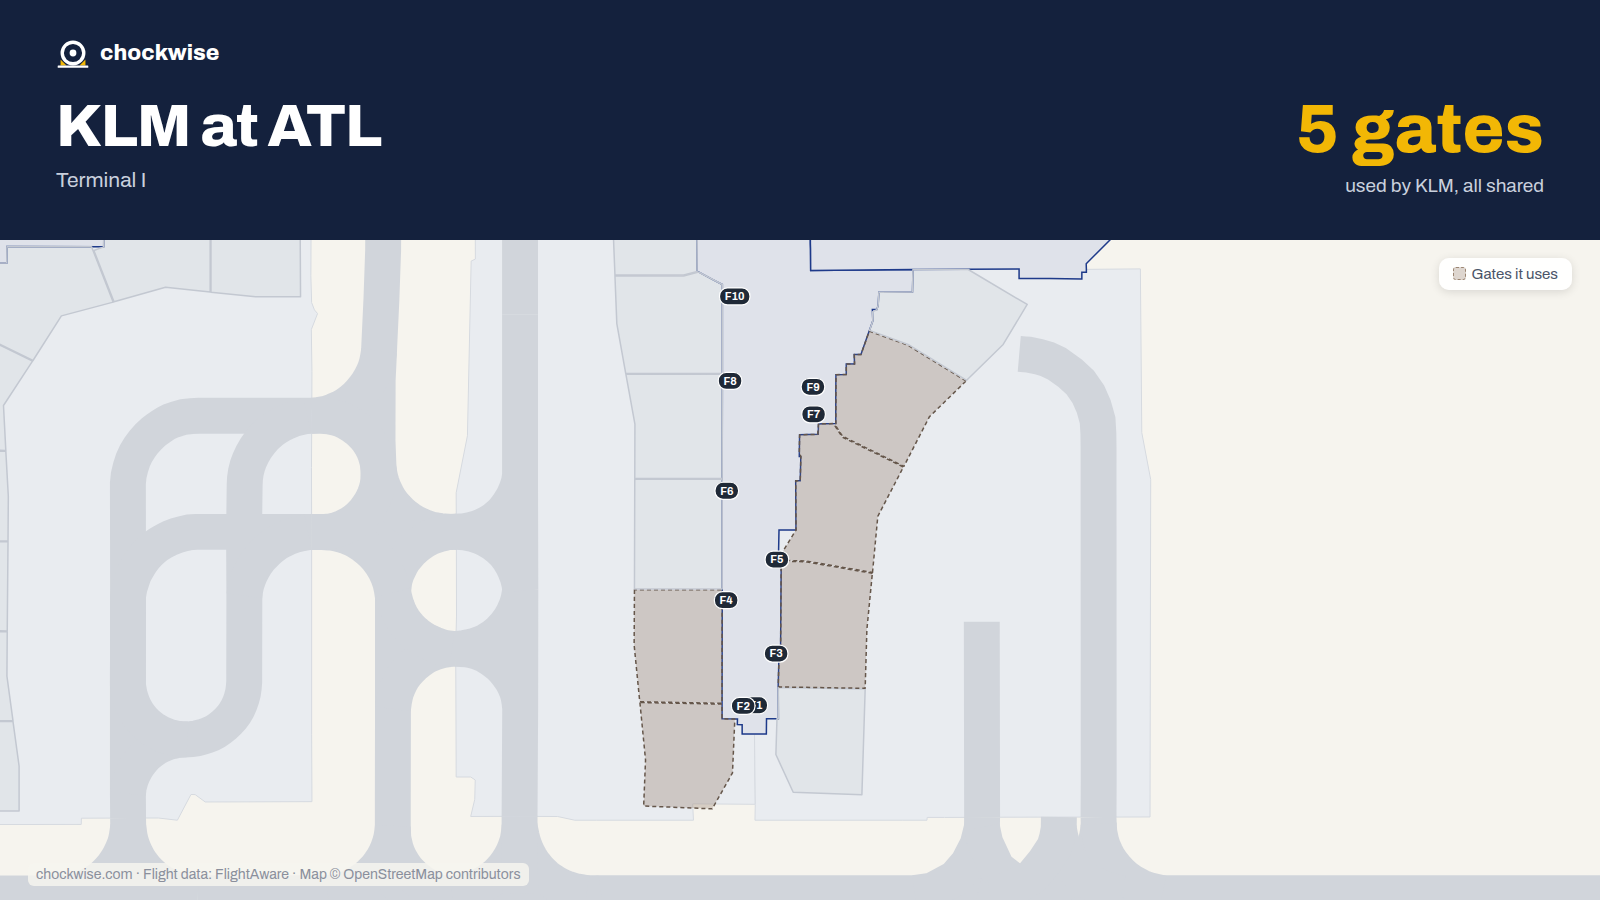 chockwise
KLM at ATL
Terminal I
5 gates
used by KLM, all shared
Gates it uses
F10
F8
F9
F7
F6
F5
F4
F3
F2
1
chockwise.com · Flight data: FlightAware · Map © OpenStreetMap contributors